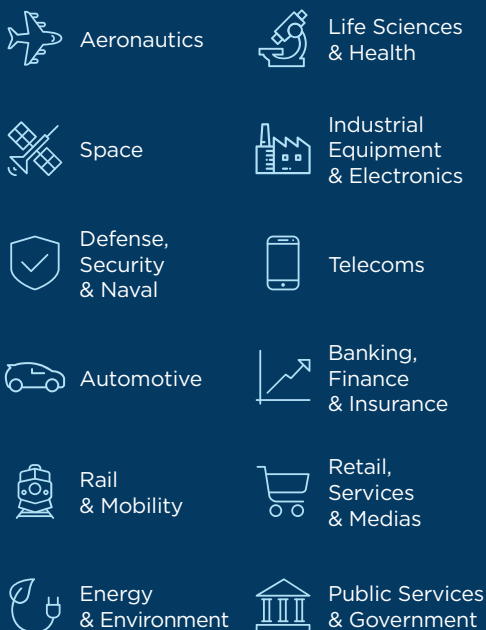 Aeronautics
Life Sciences
& Health
Space
Industrial
Equipment
& Electronics
Defense,
Security
& Naval
Telecoms
Automotive
Banking,
Finance
& Insurance
Rail
& Mobility
Retail,
Services
& Medias
Energy
& Environment
Public Services
& Government